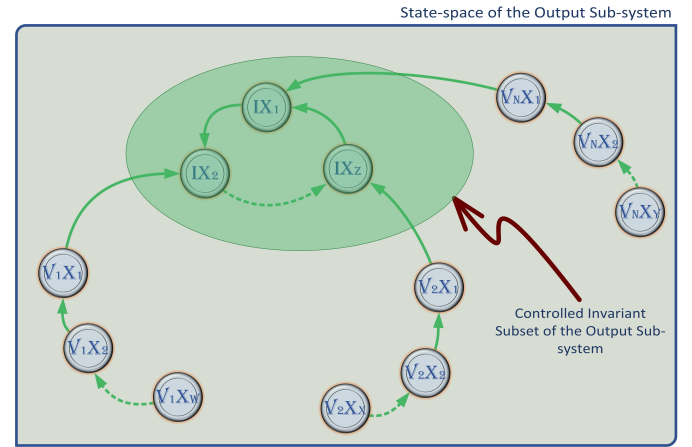 State-space of the Output Sub-system
IX1
VNX1
VNX2
IX2
IXZ
VNXY
V1X1
V2X1
Controlled Invariant
Subset of the Output Sub-
system
V1X2
V2X2
V1XW
V2XX